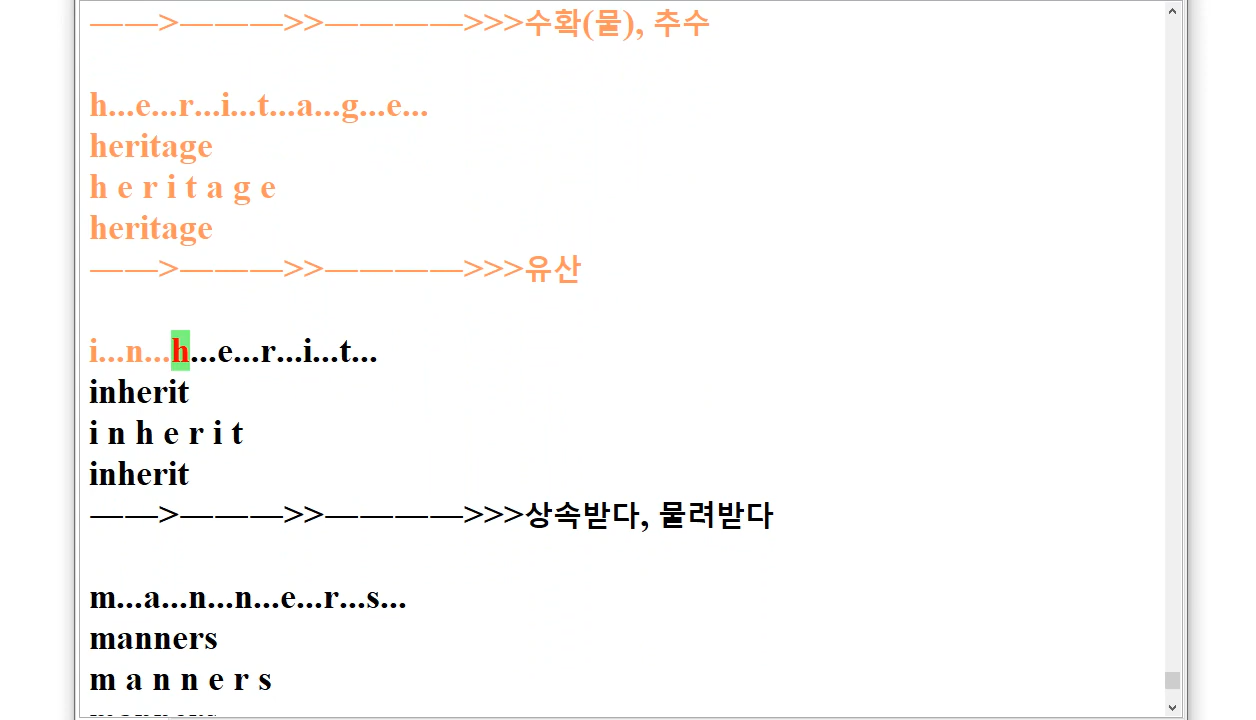 ——>———>>————>>>수확(물), 추수
h...e...r...i...t...a...g...e...
heritage
h e r i t a g e
heritage
——>———>>————>>>유산
i...n...h...e...r...i...t...
inherit
i n h e r i t
inherit
——>———>>————>>>상속받다, 물려받다
m...a...n...n...e...r...s...
manners
m a n n e r s